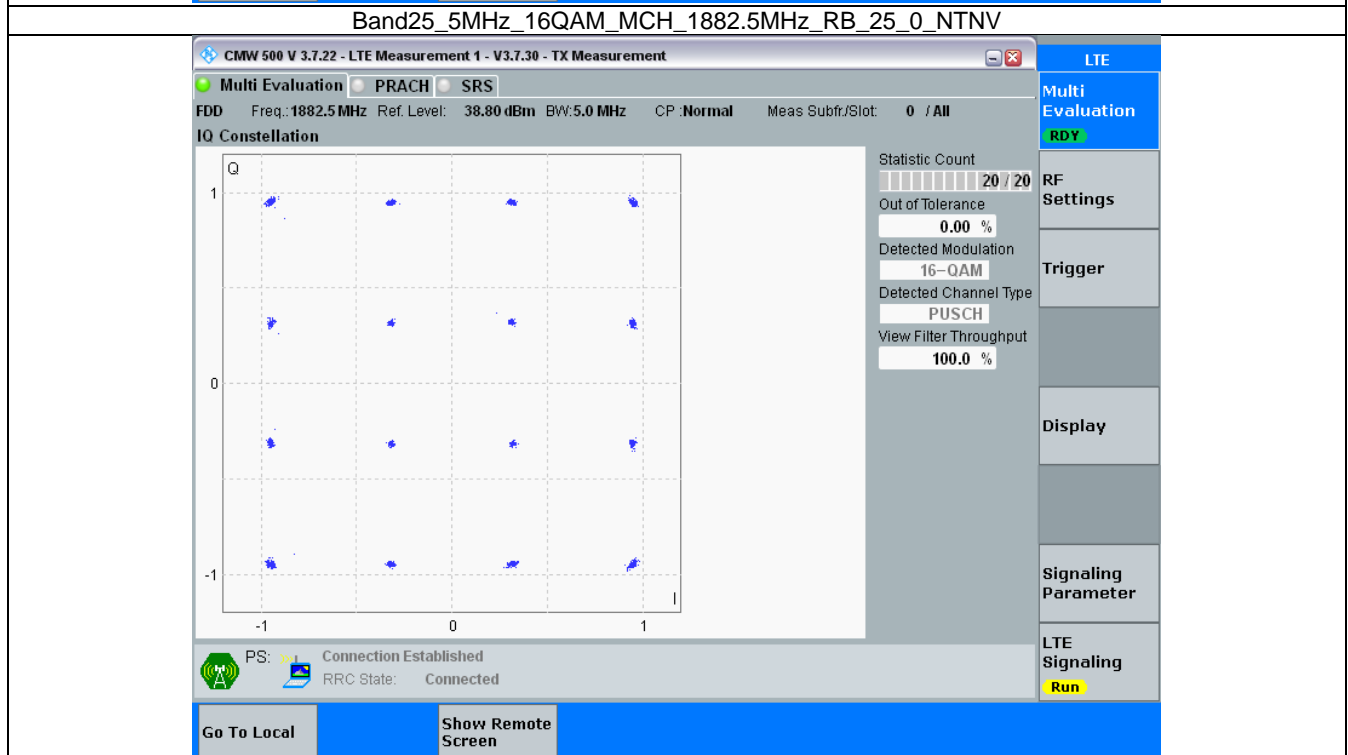 Band25_5MHz_16QAM_MCH_1882.5MHz_RB_25_0_NTNV
CMW 500 V 3.7.22 - LTE Measurement 1 - V3.7.30 - TX Measurement
LTE
Multi Evaluation PRACH SRS
FDD Freq.:1882.5 MHz Ref. Level: 38.80 dBm BW:5.0 MHz CP :Normal Meas Subfr./Slot: 0 / All
IQ Constellation
Q
1
0
-1
I
-1 0 1
Statistic Count
20 / 20
Out of Tolerance
0.00 %
Detected Modulation
16-QAM
Detected Channel Type
PUSCH
View Filter Throughput
100.0 %
Multi
Evaluation
RDY
RF
Settings
Trigger
Display
Signaling
Parameter
LTE
Signaling
Run
PS: Connection Established
RRC State: Connected
Go To Local
Show Remote
Screen